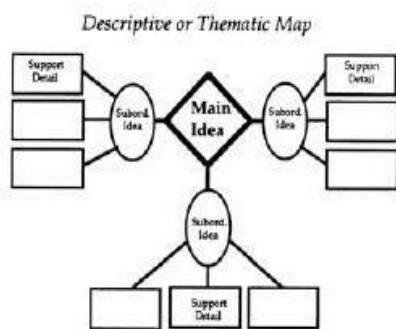 Descriptive or Thematic Map
Support
Detail
Support
Detail
Subord.
Idea
Main
Idea
Subord.
Idea
Subord.
Idea
Support
Detail